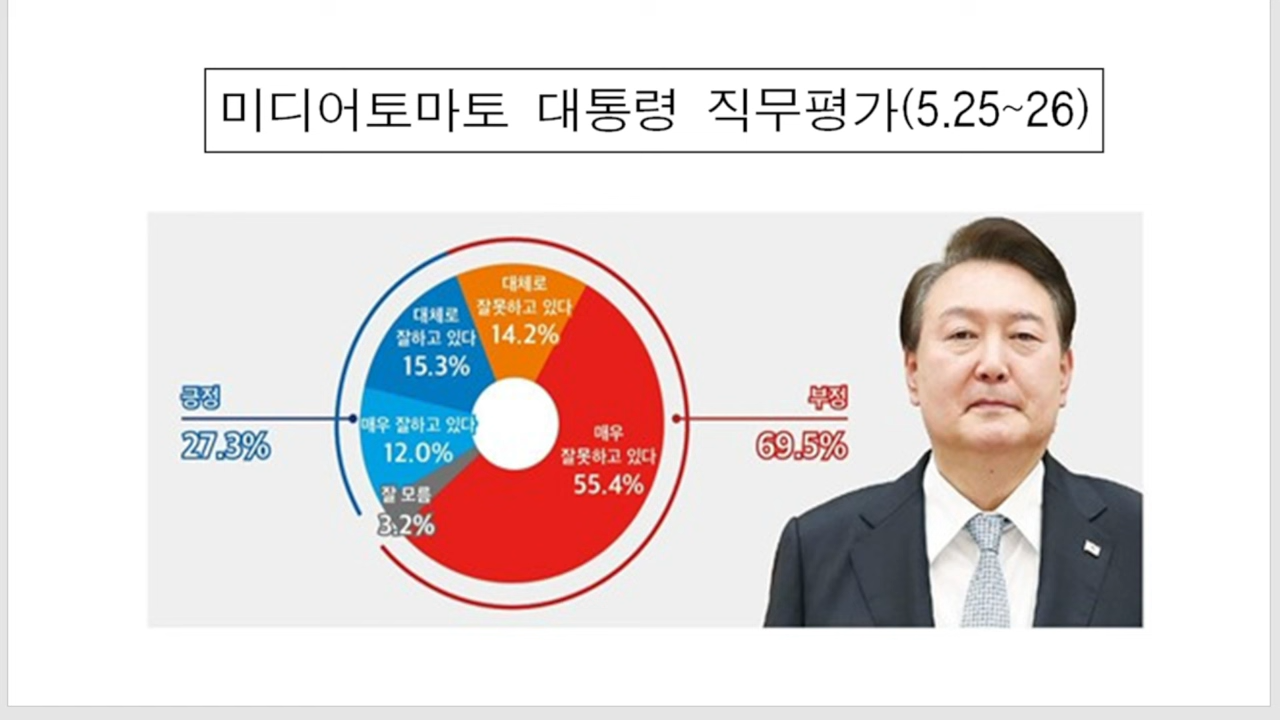 미디어토마토 대통령 직무평가(5.25~26)
대체로
잘못하고 있다
14.2%
대체로
잘하고 있다
15.3%
긍정
27.3%
매우 잘하고 있다
12.0%
잘 모름
3.2%
매우
잘못하고 있다
55.4%
부정
69.5%